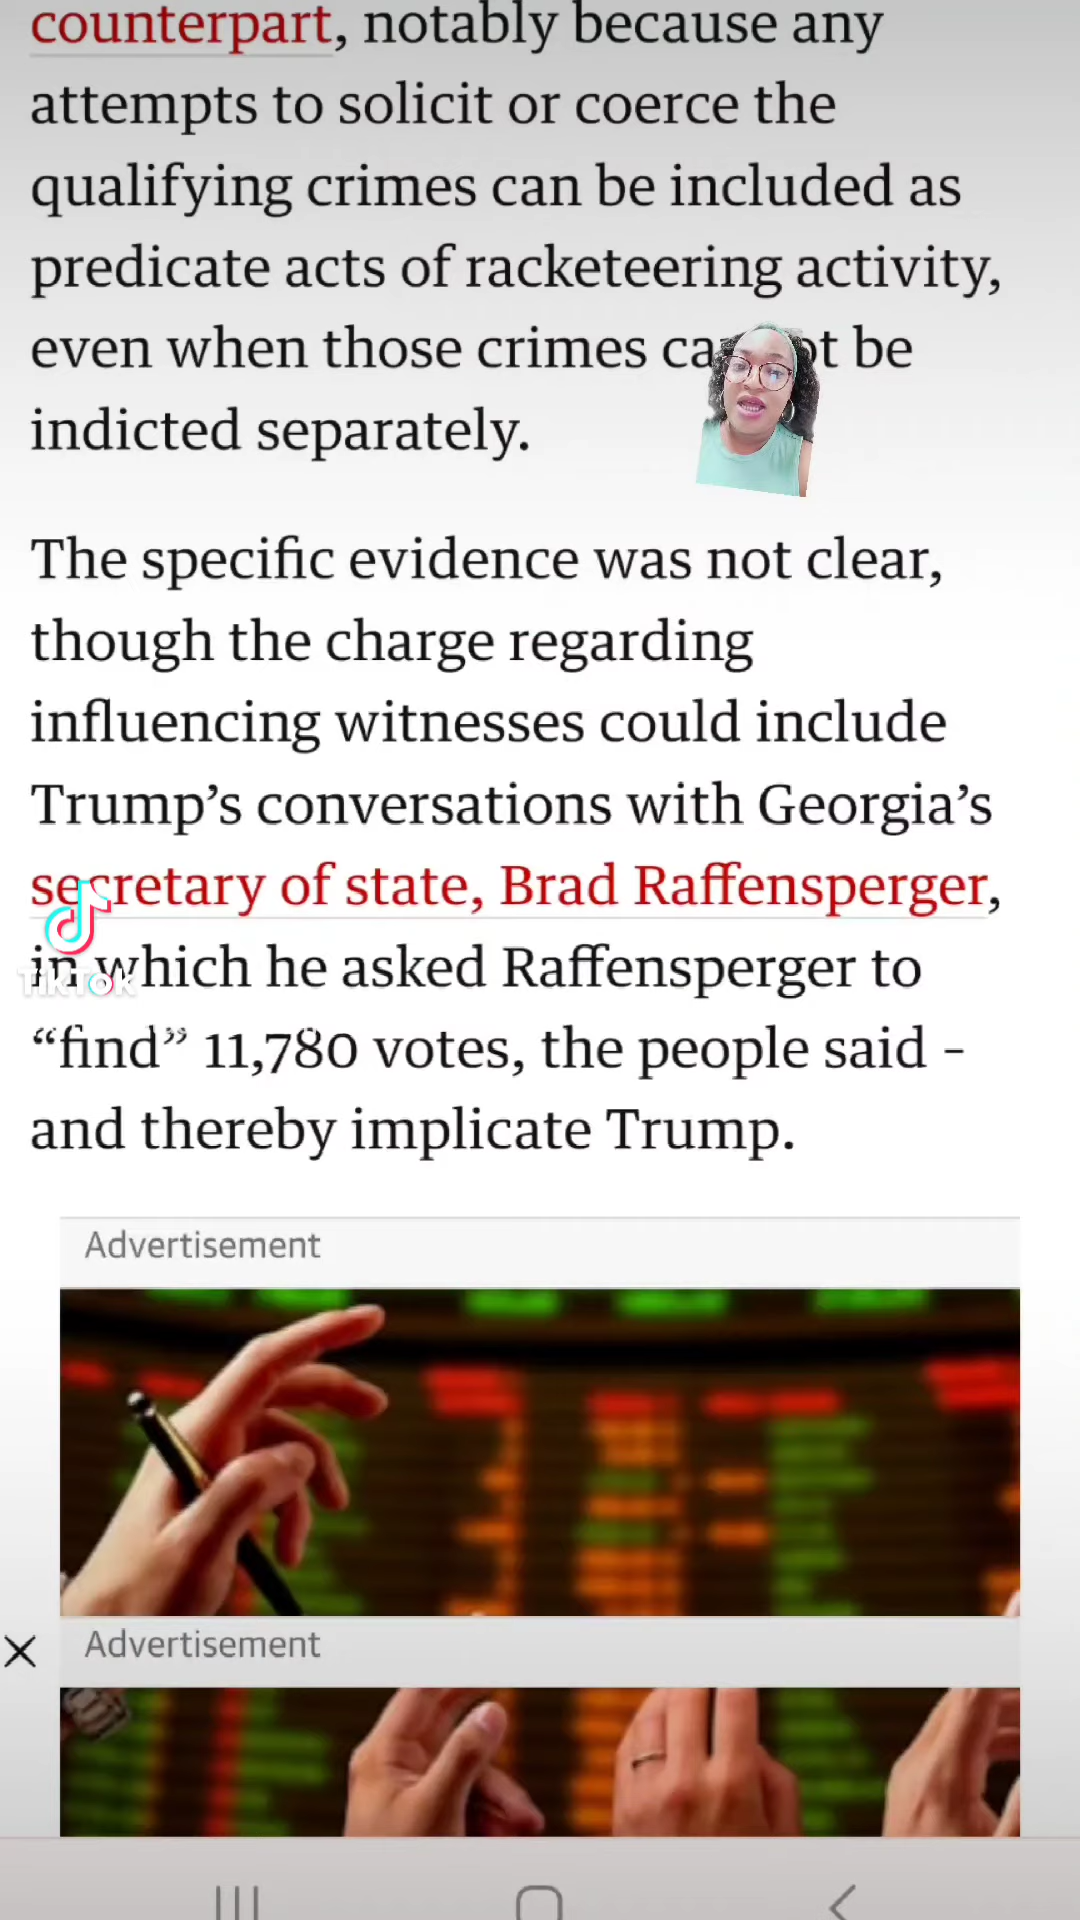 counterpart, notably because any
attempts to solicit or coerce the
qualifying crimes can be included as
predicate acts of racketeering activity,
even when those crimes ca t be
indicted separately.
The specific evidence was not clear,
though the charge regarding
influencing witnesses could include
Trump’s conversations with Georgia’s
secretary of state, Brad Raffensperger,
in which he asked Raffensperger to
TikTok
“find” 11,780 votes, the people said –
and thereby implicate Trump.
Advertisement
Advertisement